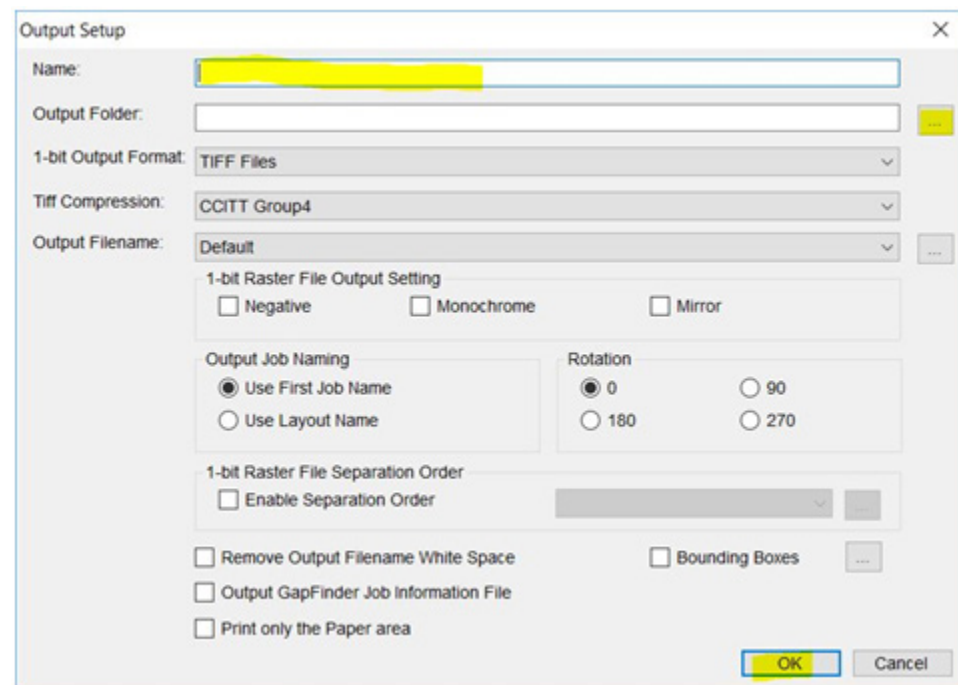 Output Setup
Name:
Output Folder:
...
1-bit Output Format: TIFF Files
Tiff Compression: CCITT Group4
Output Filename: Default ...
1-bit Raster File Output Setting
Negative Monochrome Mirror
Output Job Naming
Use First Job Name
Use Layout Name
Rotation
0 90
180 270
1-bit Raster File Separation Order
Enable Separation Order ...
Remove Output Filename White Space Bounding Boxes ...
Output GapFinder Job Information File
Print only the Paper area
OK Cancel